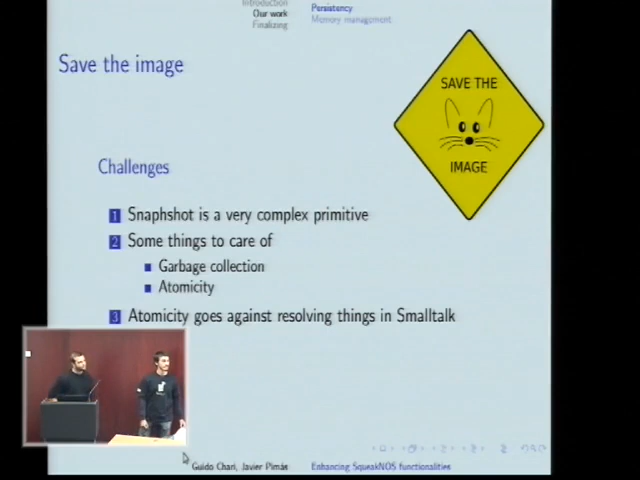 Introduction
Our work
Finalizing
Persistency
Memory management
Save the image
SAVE THE
IMAGE
Challenges
1 Snaphshot is a very complex primitive
2 Some things to care of
Garbage collection
Atomicity
3 Atomicity goes against resolving things in Smalltalk
Guido Chari, Javier Pimás
Enhancing SqueakNOS functionalities